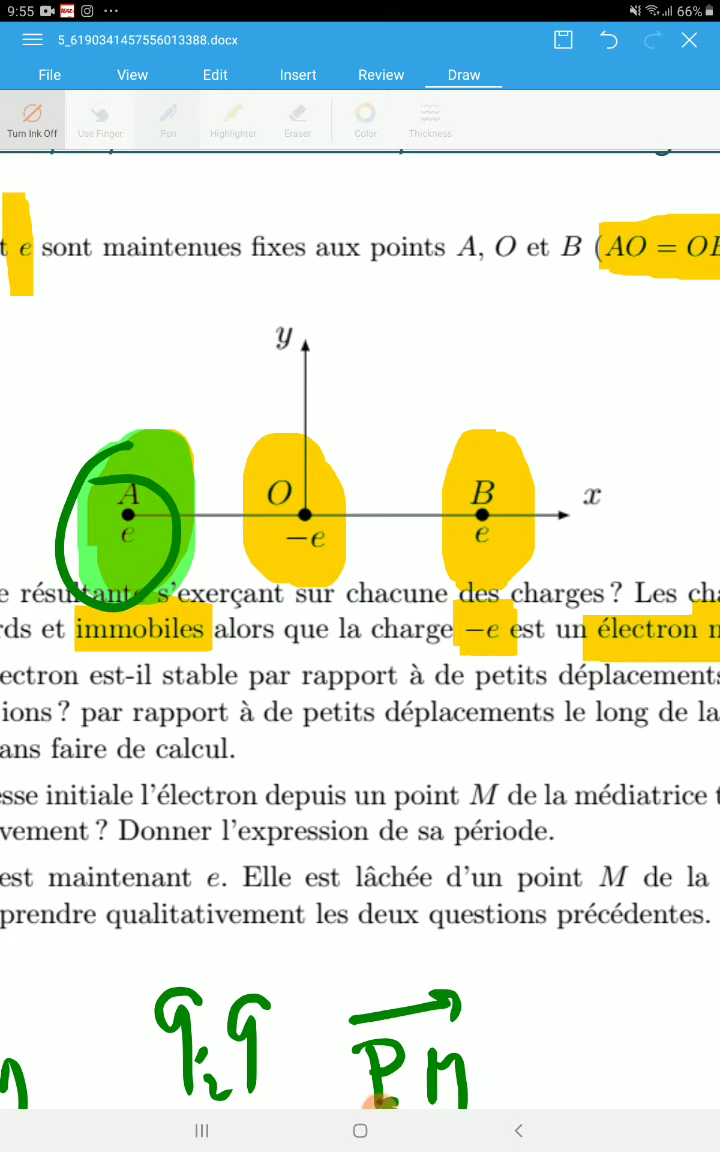 9:55 66%
5_6190341457556013388.docx
File View Edit Insert Review Draw
Turn Ink Off Use Finger Pen Highlighter Eraser Color Thickness
t e sont maintenues fixes aux points A, O et B (AO = OB
y
A O B x
e −e e
e résultante s'exerçant sur chacune des charges ? Les cha
rds et immobiles alors que la charge −e est un électron m
ectron est-il stable par rapport à de petits déplacements
ions ? par rapport à de petits déplacements le long de la
ans faire de calcul.
sse initiale l'électron depuis un point M de la médiatrice t
vement ? Donner l'expression de sa période.
est maintenant e. Elle est lâchée d'un point M de la
prendre qualitativement les deux questions précédentes.
PM